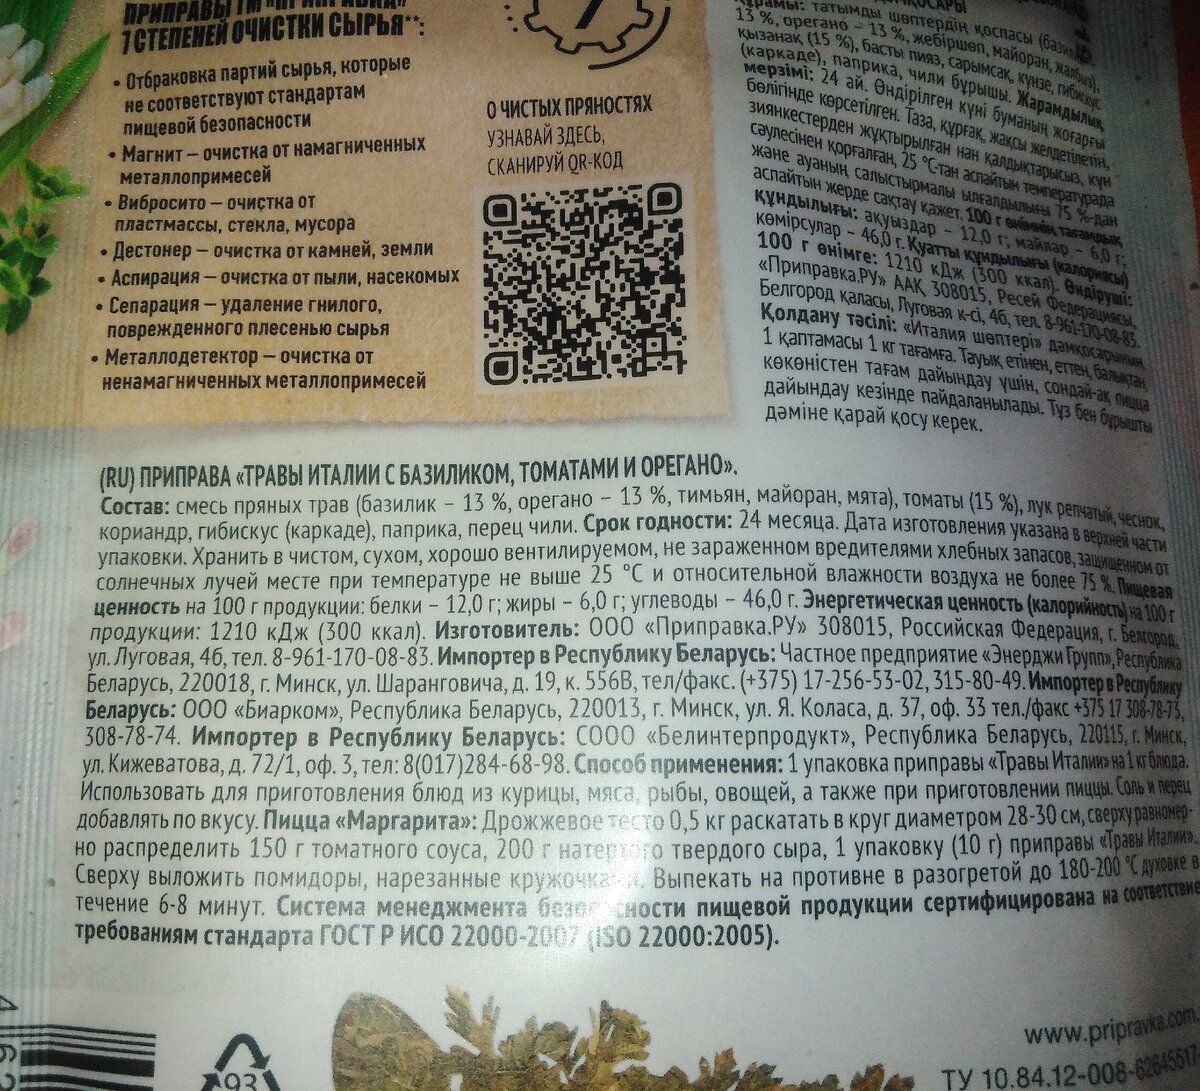 ПРИПРАВЫ ТМ «ПРИПРАВКА»
7 СТЕПЕНЕЙ ОЧИСТКИ СЫРЬЯ**:
• Отбраковка партий сырья, которые
не соответствуют стандартам
пищевой безопасности
• Магнит – очистка от намагниченных
металлопримесей
• Вибросито – очистка от
пластмассы, стекла, мусора
• Дестонер – очистка от камней, земли
• Аспирация – очистка от пыли, насекомых
• Сепарация – удаление гнилого,
поврежденного плесенью сырья
• Металлодетектор – очистка от
ненамагниченных металлопримесей
7
О ЧИСТЫХ ПРЯНОСТЯХ
УЗНАВАЙ ЗДЕСЬ,
СКАНИРУЙ QR-КОД
Құрамы: татымды шөптердің қоспасы
13 %, орегано – 13 %, жебіршөп, майоран, жалбыз),
қызанақ (15 %), басты пияз, сарымсақ, күнзе, гибискус
(каркаде), паприка, чили бұрышы. Жарамдылық
мерзімі: 24 ай. Өндірілген күні буманың жоғарғы
бөлігінде көрсетілген. Таза, құрғақ, жақсы желдетілетін,
зиянкестерден жұқтырылған нан қалдықтарысыз, күн
сәулесінен қорғалған, 25 °С-тан аспайтын температурада
және ауаның салыстырмалы ылғалдылығы 75 %-дан
аспайтын жерде сақтау қажет. 100 г өнімнің тағамдық
құндылығы: ақуыздар – 12,0 г; майлар – 6,0 г;
көмірсулар – 46,0 г. Қуатты құндылығы (калориясы)
100 г өнімге: 1210 кДж (300 ккал). Өндіруші:
«Приправка.РУ» ААҚ 308015, Ресей Федерациясы,
Белгород қаласы, Луговая к-сі, 4б, тел. 8-961-170-08-83.
Қолдану тәсілі: «Италия шөптері» дәмқосарының
1 қаптамасы 1 кг тағамға. Тауық етінен, еттен, балықтан,
көкөністен тағам дайындау үшін, сондай-ақ пицца
дайындау кезінде пайдаланылады. Тұз бен бұрышты
дәміне қарай қосу керек.
(RU) ПРИПРАВА «ТРАВЫ ИТАЛИИ С БАЗИЛИКОМ, ТОМАТАМИ И ОРЕГАНО».
Состав: смесь пряных трав (базилик – 13 %, орегано – 13 %, тимьян, майоран, мята), томаты (15 %), лук репчатый, чеснок,
кориандр, гибискус (каркаде), паприка, перец чили. Срок годности: 24 месяца. Дата изготовления указана в верхней части
упаковки. Хранить в чистом, сухом, хорошо вентилируемом, не зараженном вредителями хлебных запасов, защищенном от
солнечных лучей месте при температуре не выше 25 °С и относительной влажности воздуха не более 75 %. Пищевая
ценность на 100 г продукции: белки – 12,0 г; жиры – 6,0 г; углеводы – 46,0 г. Энергетическая ценность (калорийность) на 100 г
продукции: 1210 кДж (300 ккал). Изготовитель: ООО «Приправка.РУ» 308015, Российская Федерация, г. Белгород,
ул. Луговая, 4б, тел. 8-961-170-08-83. Импортер в Республику Беларусь: Частное предприятие «Энерджи Групп», Республика
Беларусь, 220018, г. Минск, ул. Шаранговича, д. 19, к. 556В, тел/факс. (+375) 17-256-53-02, 315-80-49. Импортер в Республику
Беларусь: ООО «Биарком», Республика Беларусь, 220013, г. Минск, ул. Я. Коласа, д. 37, оф. 33 тел./факс +375 17 308-78-73,
308-78-74. Импортер в Республику Беларусь: СООО «Белинтерпродукт», Республика Беларусь, 220115, г. Минск,
ул. Кижеватова, д. 72/1, оф. 3, тел: 8(017)284-68-98. Способ применения: 1 упаковка приправы «Травы Италии» на 1 кг блюда.
Использовать для приготовления блюд из курицы, мяса, рыбы, овощей, а также при приготовлении пиццы. Соль и перец
добавлять по вкусу. Пицца «Маргарита»: Дрожжевое тесто 0,5 кг раскатать в круг диаметром 28-30 см, сверху равномер-
но распределить 150 г томатного соуса, 200 г натертого твердого сыра, 1 упаковку (10 г) приправы «Травы Италии».
Сверху выложить помидоры, нарезанные кружочками. Выпекать на противне в разогретой до 180-200 °С духовке в
течение 6-8 минут. Система менеджмента безопасности пищевой продукции сертифицирована на соответствие
требованиям стандарта ГОСТ Р ИСО 22000-2007 (ISO 22000:2005).
93
www.pripravka.com
ТУ 10.84.12-008-62645517